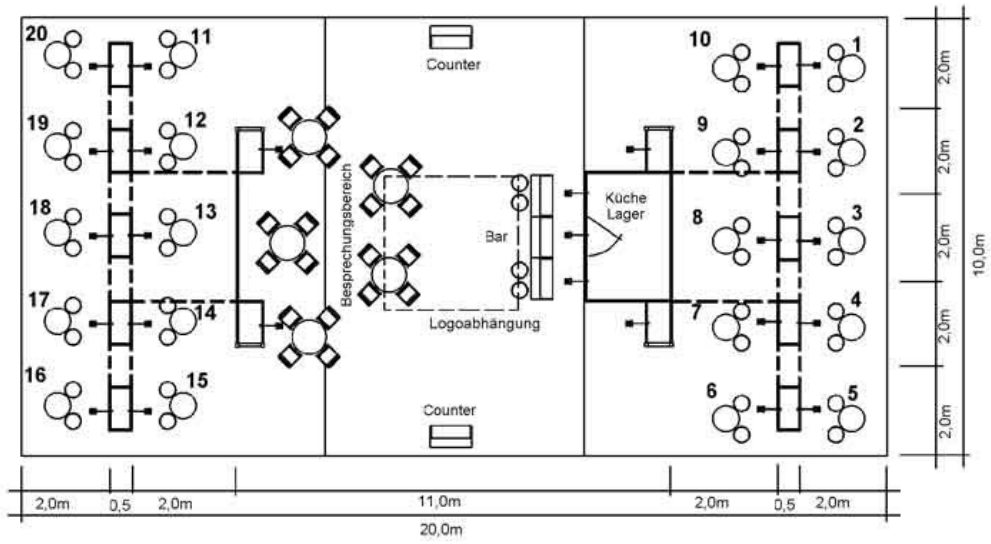 20
11
Counter
10
1
2,0m
19
12
9
2
2,0m
Besprechungsbereich
Küche
Lager
18
13
Bar
8
3
2,0m
10,0m
17
14
Logoabhängung
7
4
2,0m
16
15
Counter
6
5
2,0m
2,0m
0,5
2,0m
11,0m
2,0m
0,5
2,0m
20,0m